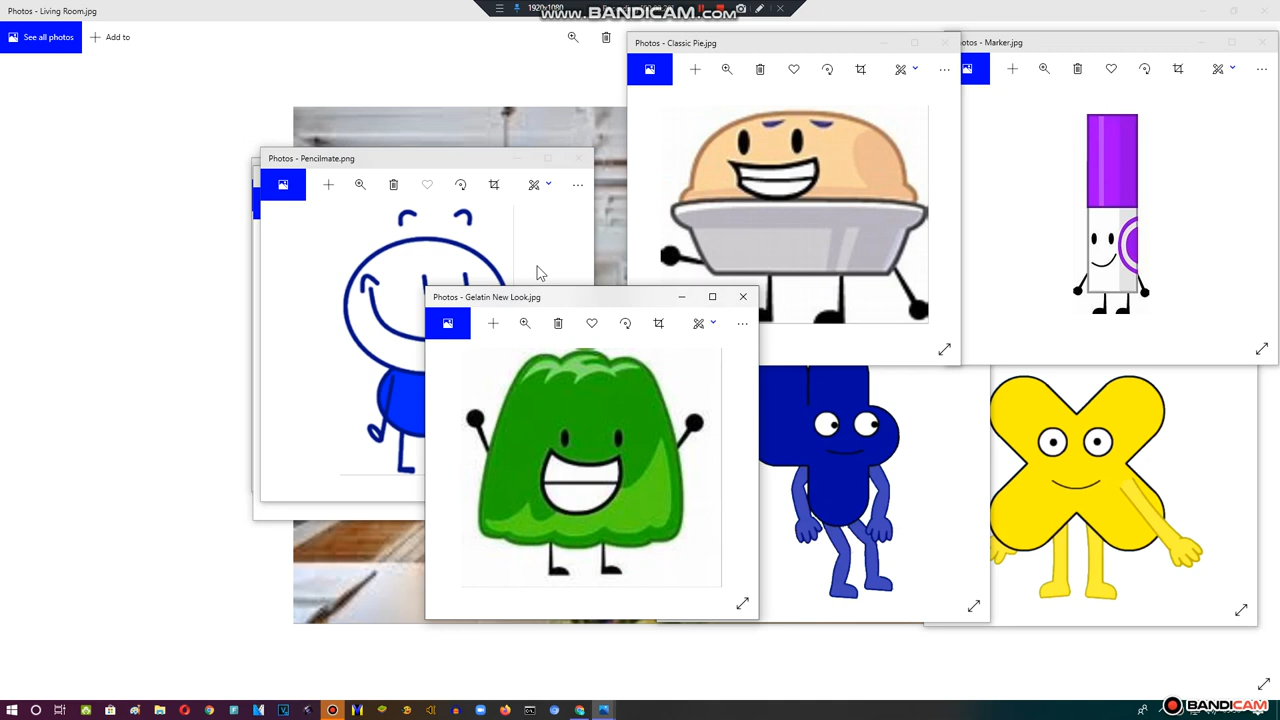 Photos - Living Room.jpg
1920x1080
www.BANDICAM.com
See all photos
Add to
Photos - Classic Pie.jpg
Marker.jpg
Photos - Pencilmate.png
Photos - Gelatin New Look.jpg
BANDICAM